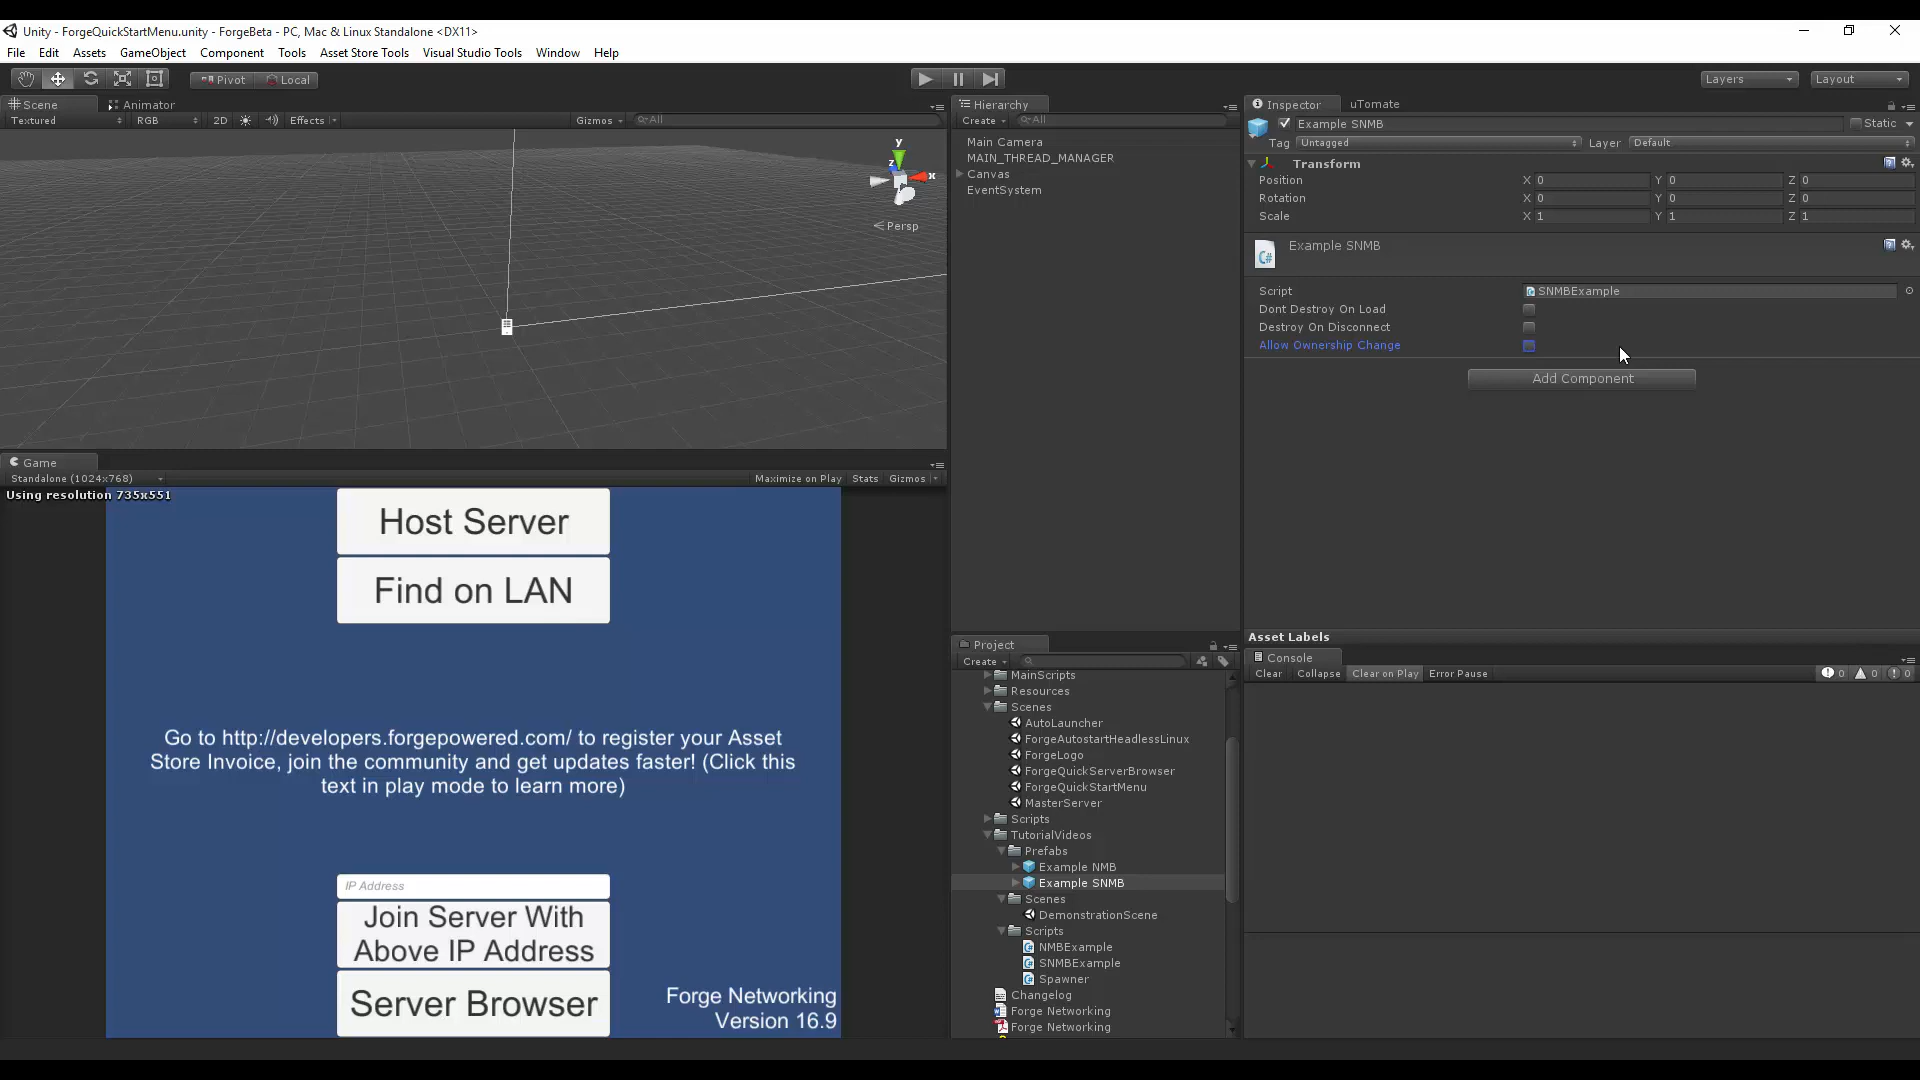 Unity - ForgeQuickStartMenu.unity - ForgeBeta - PC, Mac & Linux Standalone <DX11>
File Edit Assets GameObject Component Tools Asset Store Tools Visual Studio Tools Window Help
Pivot Local Layers Layout
Scene Animator
Textured RGB 2D Effects Gizmos All
y
z x
Persp
Game
Standalone (1024x768) Maximize on Play Stats Gizmos
Using resolution 735x551
Host Server
Find on LAN
Go to http://developers.forgepowered.com/ to register your Asset
Store Invoice, join the community and get updates faster! (Click this
text in play mode to learn more)
IP Address
Join Server With
Above IP Address
Server Browser
Forge Networking
Version 16.9
Hierarchy
Create All
Main Camera
MAIN_THREAD_MANAGER
Canvas
EventSystem
Project
Create
MainScripts
Resources
Scenes
AutoLauncher
ForgeAutostartHeadlessLinux
ForgeLogo
ForgeQuickServerBrowser
ForgeQuickStartMenu
MasterServer
Scripts
TutorialVideos
Prefabs
Example NMB
Example SNMB
Scenes
DemonstrationScene
Scripts
NMBExample
SNMBExample
Spawner
Changelog
Forge Networking
Forge Networking
Inspector uTomate
Example SNMB Static
Tag Untagged Layer Default
Transform
Position X 0 Y 0 Z 0
Rotation X 0 Y 0 Z 0
Scale X 1 Y 1 Z 1
Example SNMB
Script SNMBExample
Dont Destroy On Load
Destroy On Disconnect
Allow Ownership Change
Add Component
Asset Labels
Console
Clear Collapse Clear on Play Error Pause 0 0 0